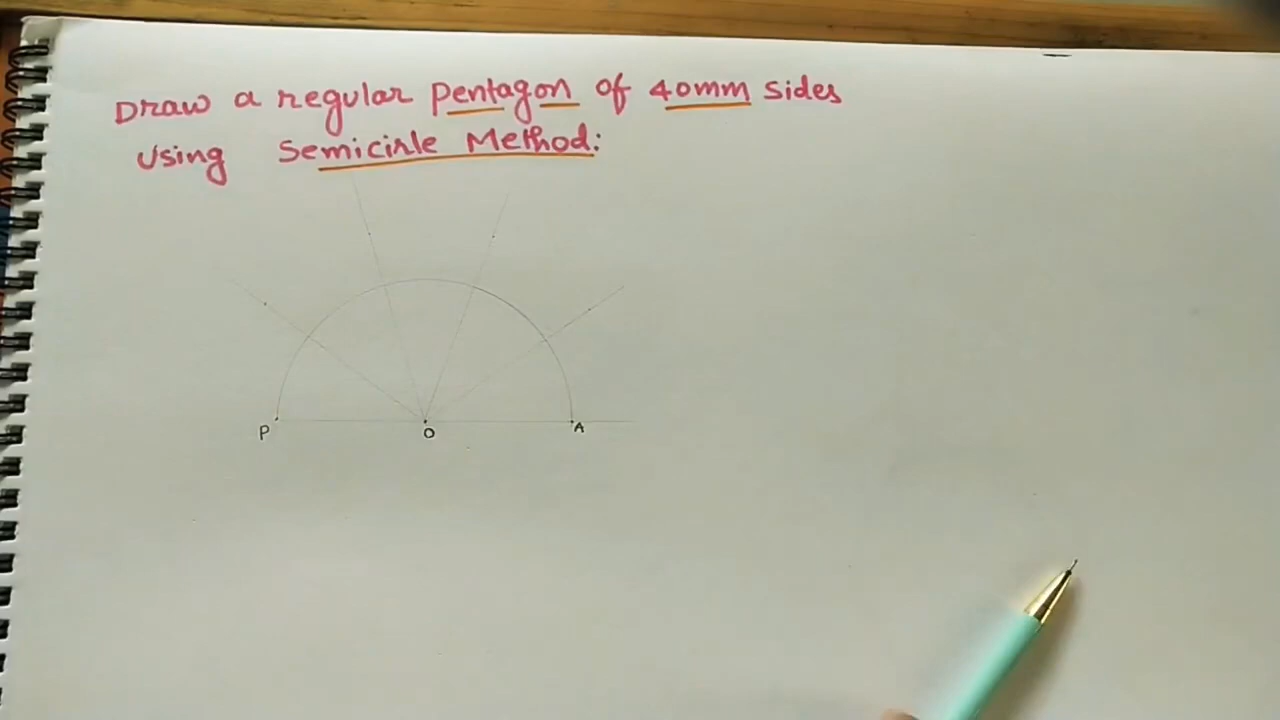 Draw a regular pentagon of 40mm sides
Using Semicirle Method:
P O A